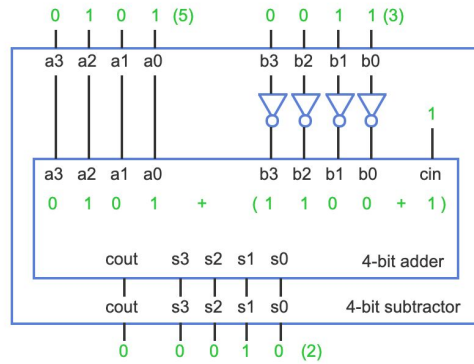 0 1 0 1 (5) 0 0 1 1 (3)
a3 a2 a1 a0 b3 b2 b1 b0 1
a3 a2 a1 a0 b3 b2 b1 b0 cin
0 1 0 1 + ( 1 1 0 0 + 1 )
cout s3 s2 s1 s0 4-bit adder
cout s3 s2 s1 s0 4-bit subtractor
0 0 0 1 0 (2)